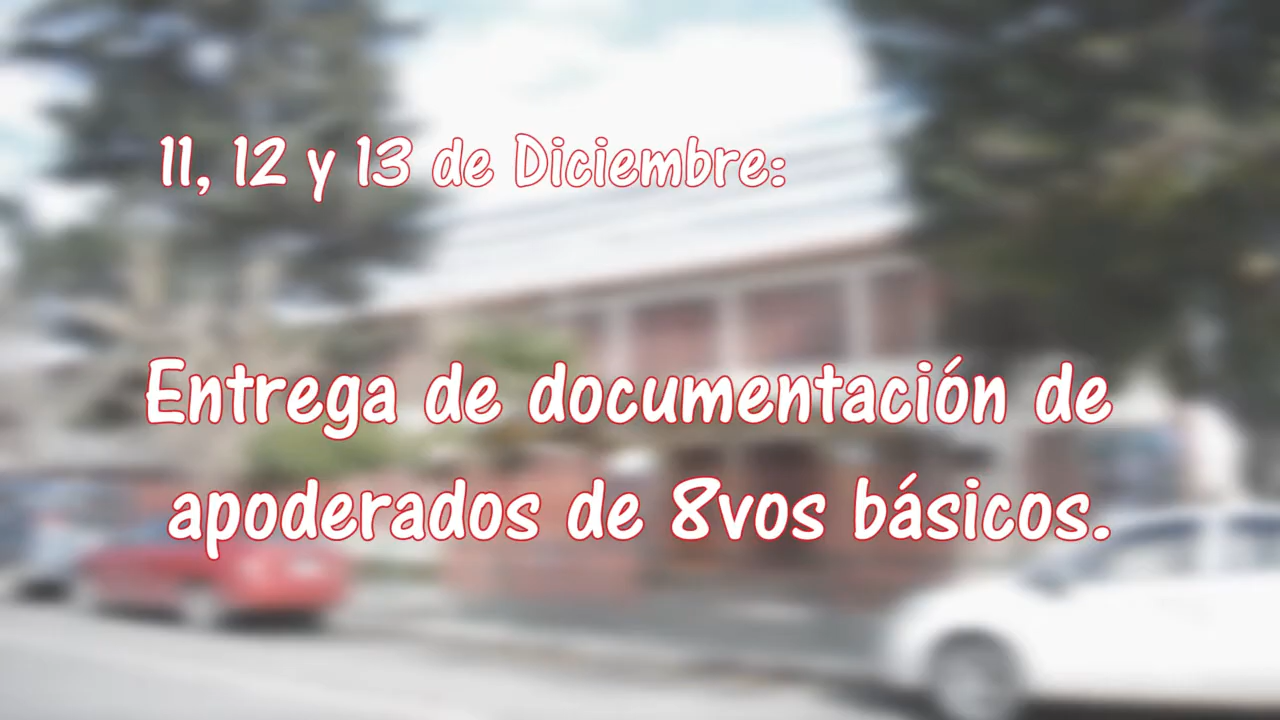 11, 12 y 13 de Diciembre:
Entrega de documentación de
apoderados de 8vos básicos.